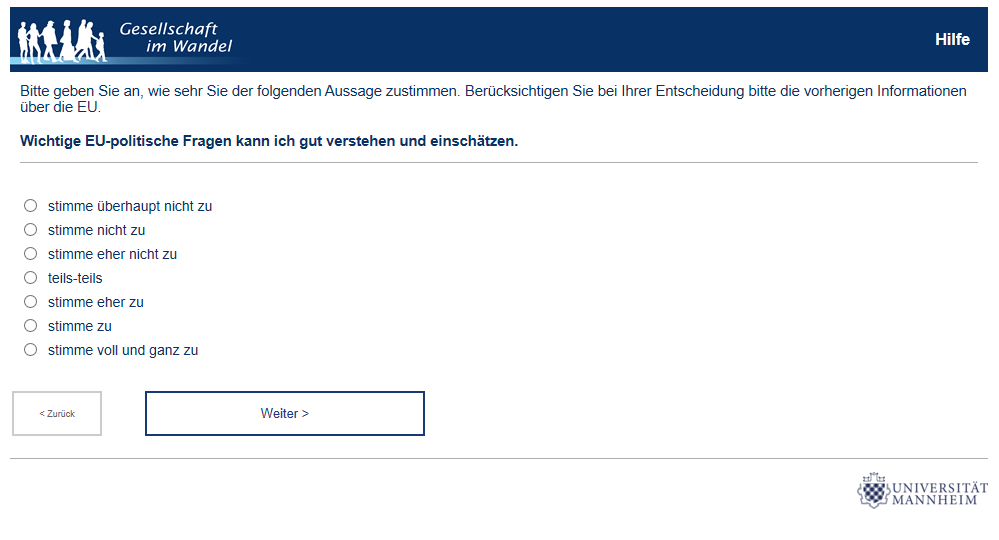 Gesellschaft
im Wandel
Hilfe
Bitte geben Sie an, wie sehr Sie der folgenden Aussage zustimmen. Berücksichtigen Sie bei Ihrer Entscheidung bitte die vorherigen Informationen
über die EU.
Wichtige EU-politische Fragen kann ich gut verstehen und einschätzen.
stimme überhaupt nicht zu
stimme nicht zu
stimme eher nicht zu
teils-teils
stimme eher zu
stimme zu
stimme voll und ganz zu
< Zurück
Weiter >
UNIVERSITÄT
MANNHEIM